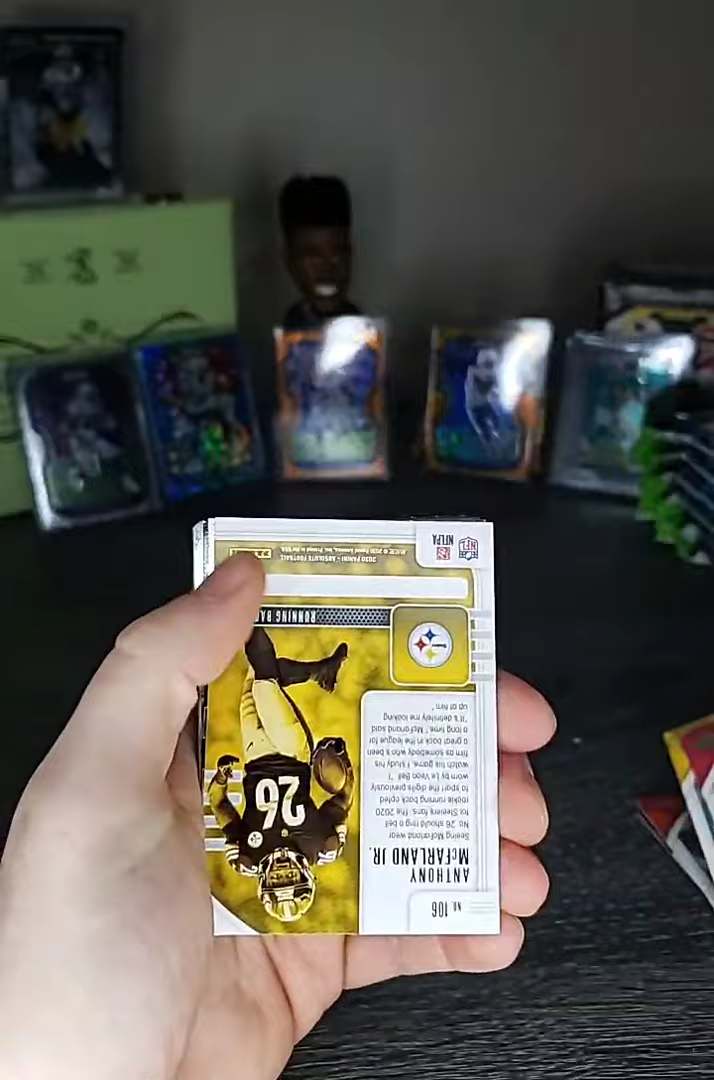 NO. 106
ANTHONY
McFARLAND JR.
Seeing McFarland wear
No. 26 should ring a bell
for Steelers fans. The 2020
rookie running back opted
to sport the digits previously
worn by Le'Veon Bell. "I
watch his game. I study his
film as somebody who's been
a great back in the league for
a long time," McFarland said.
"It's definitely me looking
up at him."
26
RUNNING BA
Steelers
2020 PANINI – ABSOLUTE FOOTBALL
NFL
NFLPA